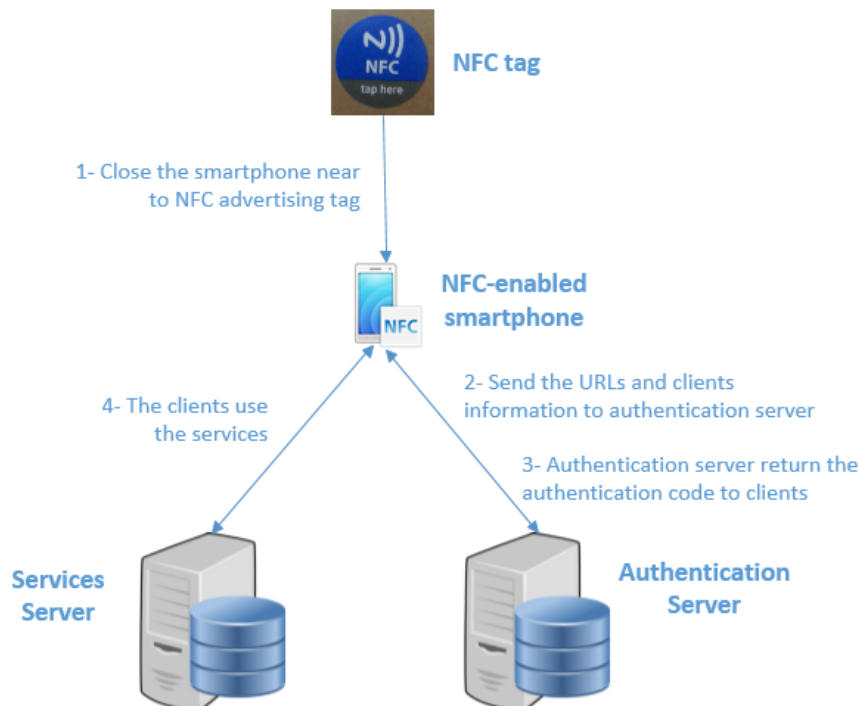 NFC
tap here
NFC tag
1- Close the smartphone near
to NFC advertising tag
NFC-enabled
smartphone
NFC
2- Send the URLs and clients
information to authentication server
4- The clients use
the services
3- Authentication server return the
authentication code to clients
Services
Server
Authentication
Server